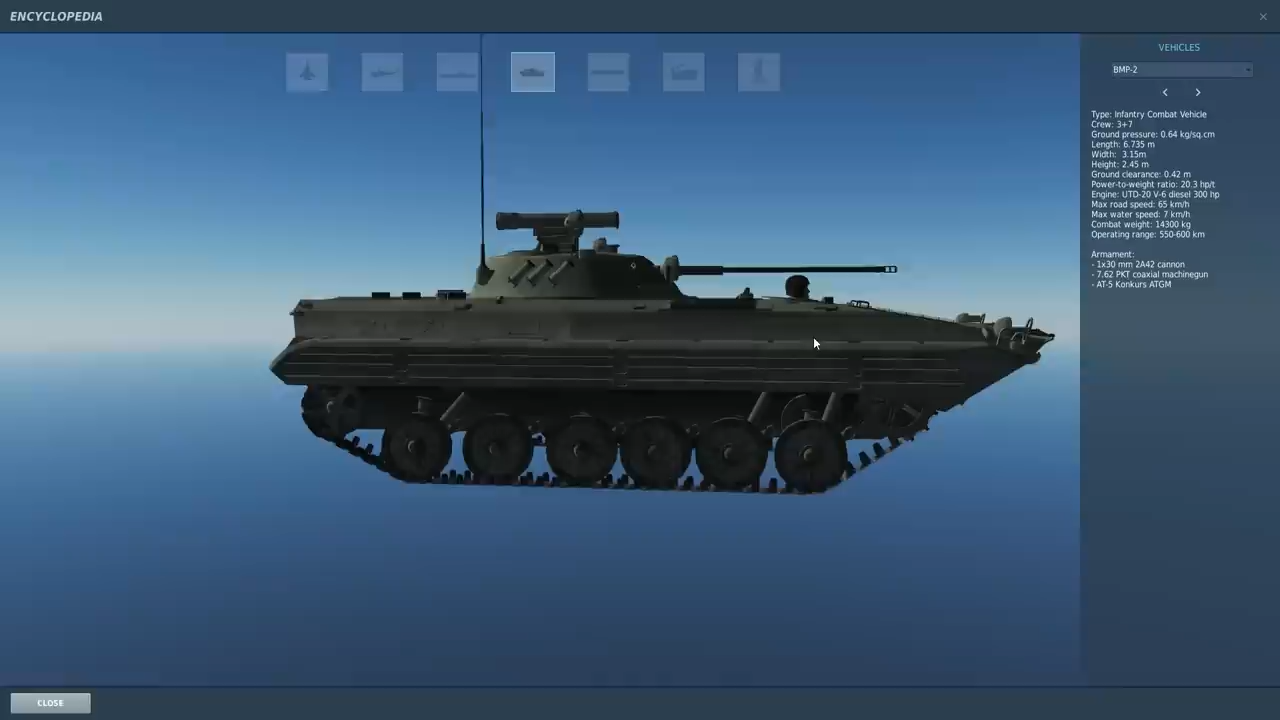 ENCYCLOPEDIA
VEHICLES
BMP-2
Type: Infantry Combat Vehicle
Crew: 3+7
Ground pressure: 0.64 kg/sq.cm
Length: 6.735 m
Width: 3.15m
Height: 2.45 m
Ground clearance: 0.42 m
Power-to-weight ratio: 20.3 hp/t
Engine: UTD-20 V-6 diesel 300 hp
Max road speed: 65 km/h
Max water speed: 7 km/h
Combat weight: 14300 kg
Operating range: 550-600 km
Armament:
- 1x30 mm 2A42 cannon
- 7.62 PKT coaxial machinegun
- AT-5 Konkurs ATGM
CLOSE